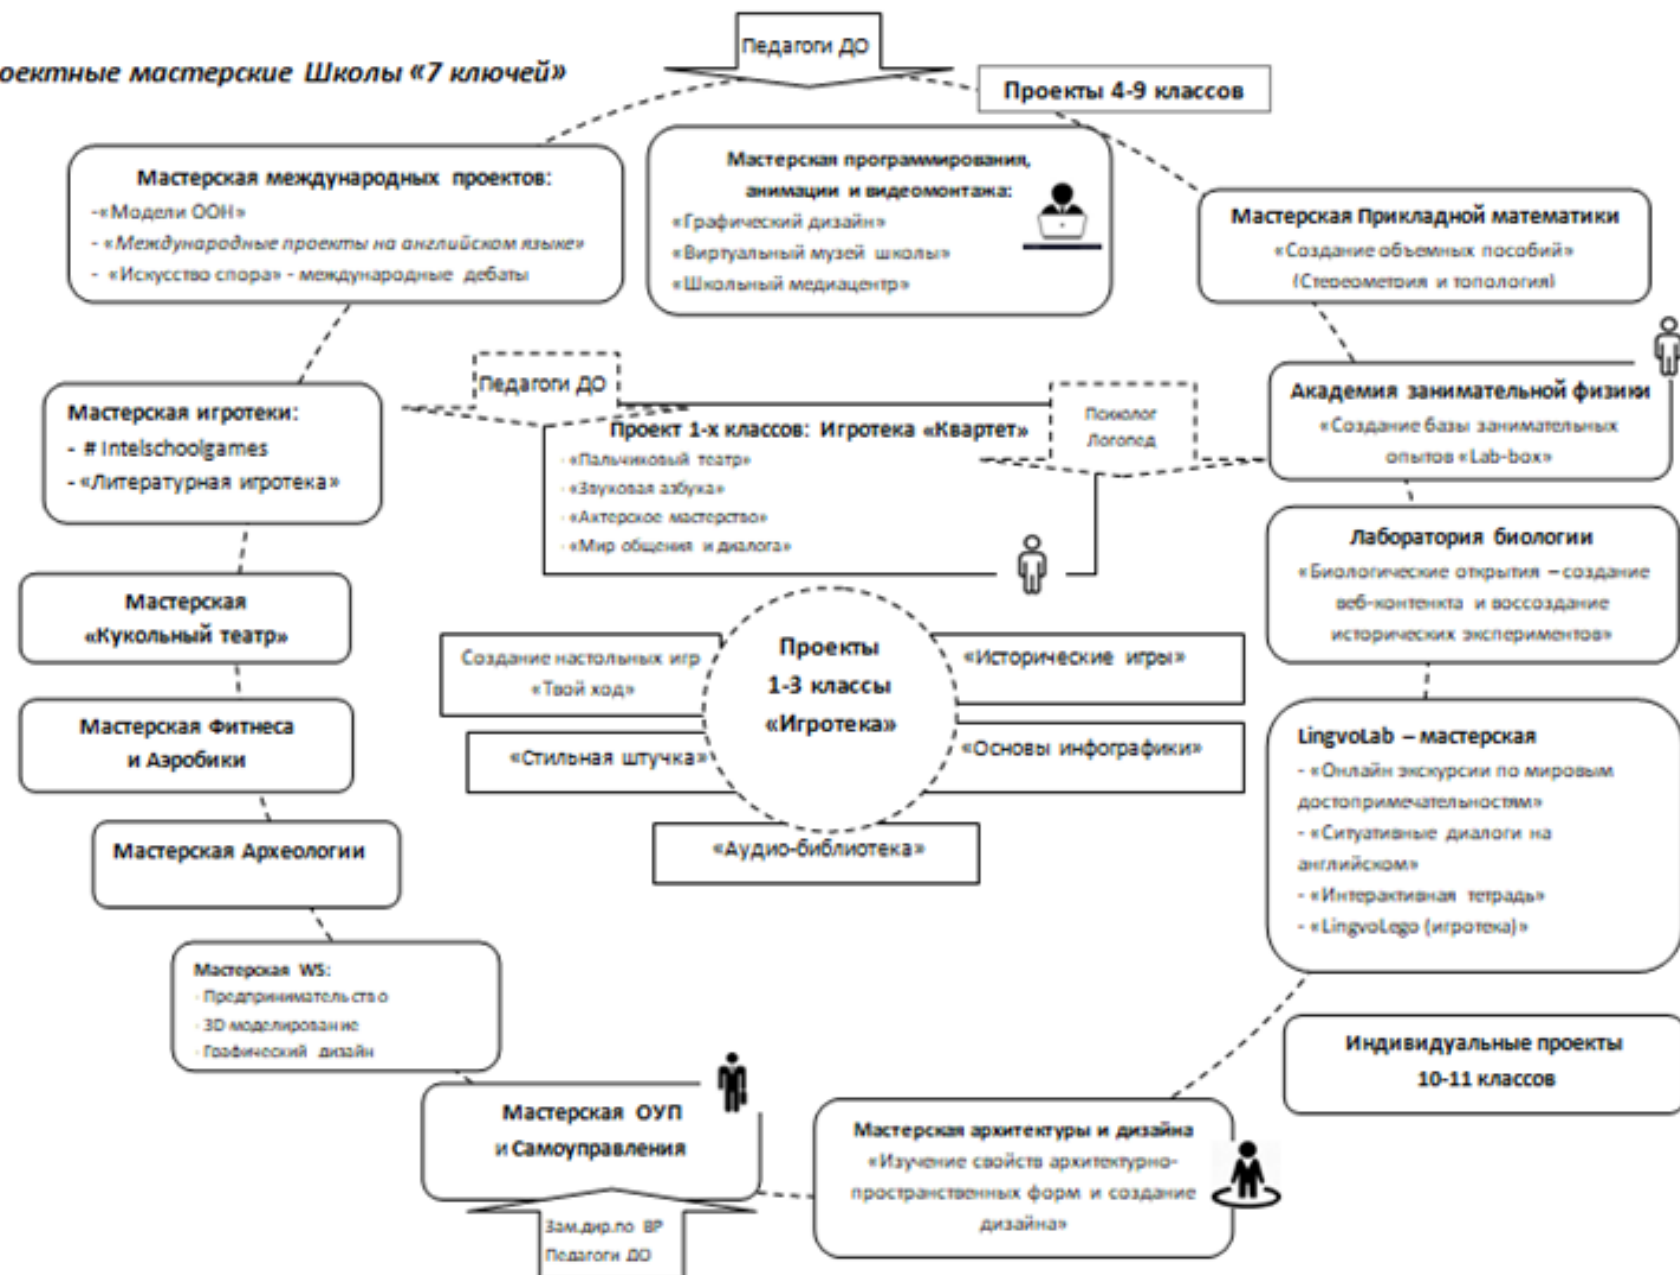 оектные мастерские Школы «7 ключей»
Педагоги ДО
Проекты 4-9 классов
Мастерская международных проектов:
-«Модели ООН»
- «Международные проекты на английском языке»
- «Искусство спора» - международные дебаты
Мастерская программирования,
анимации и видеомонтажа:
«Графический дизайн»
«Виртуальный музей школы»
«Школьный медиацентр»
Мастерская Прикладной математики
«Создание объемных пособий»
(Стереометрия и топология)
Мастерская игротеки:
- # Intelschoolgames
- «Литературная игротека»
Педагоги ДО
Проект 1-х классов: Игротека «Квартет»
· «Пальчиковый театр»
· «Звуковая азбука»
· «Актерское мастерство»
· «Мир общения и диалога»
Психолог
Логопед
Академия занимательной физики
«Создание базы занимательных
опытов «Lab-box»
Лаборатория биологии
«Биологические открытия – создание
веб-контенкта и воссоздание
исторических экспериментов»
Мастерская
«Кукольный театр»
Мастерская Фитнеса
и Аэробики
Мастерская Археологии
Создание настольных игр
«Твой ход»
«Стильная штучка»
Проекты
1-3 классы
«Игротека»
«Исторические игры»
«Основы инфографики»
«Аудио-библиотека»
LingvoLab – мастерская
- «Онлайн экскурсии по мировым
достопримечательностям»
- «Ситуативные диалоги на
английском»
- «Интерактивная тетрадь»
- «LingvoLego (игротека)»
Мастерская WS:
· Предпринимательство
· 3D моделирование
· Графический дизайн
Индивидуальные проекты
10-11 классов
Мастерская ОУП
и Самоуправления
Зам.дир.по ВР
Педагоги ДО
Мастерская архитектуры и дизайна
«Изучение свойств архитектурно-
пространственных форм и создание
дизайна»